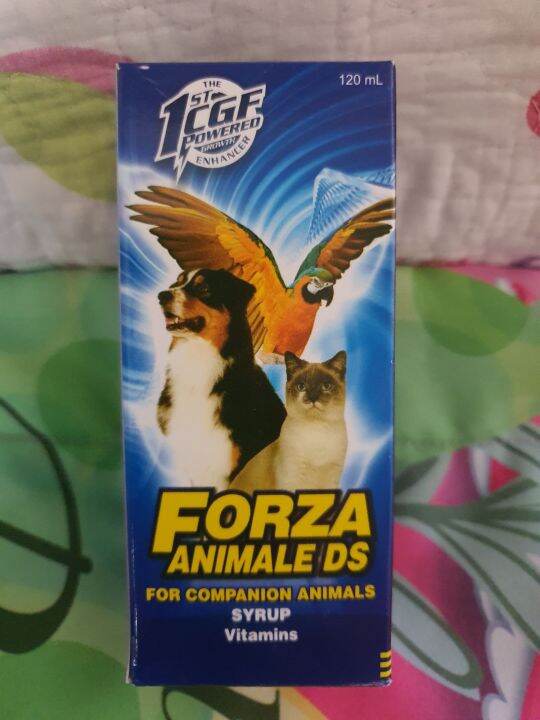 120 mL
THE
1ST CGF
POWERED
GROWTH
ENHANCER
FORZA
ANIMALE DS
FOR COMPANION ANIMALS
SYRUP
Vitamins